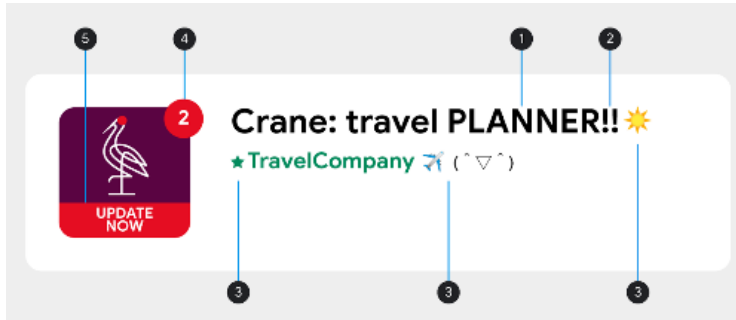 5 4 1 2
2
Crane: travel PLANNER!!☀️
★TravelCompany ✈️ (ˆ▽ˆ)
UPDATE
NOW
3 3 3